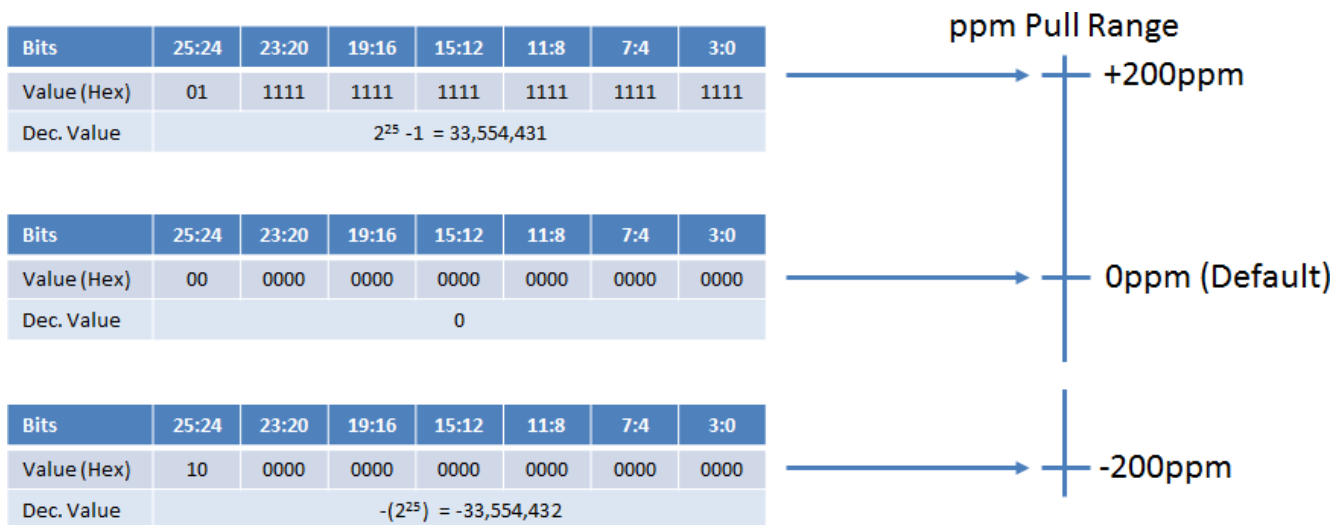 ppm Pull Range
Bits 25:24 23:20 19:16 15:12 11:8 7:4 3:0
Value (Hex) 01 1111 1111 1111 1111 1111 1111
Dec. Value 2²⁵ -1 = 33,554,431
+200ppm
Bits 25:24 23:20 19:16 15:12 11:8 7:4 3:0
Value (Hex) 00 0000 0000 0000 0000 0000 0000
Dec. Value 0
0ppm (Default)
Bits 25:24 23:20 19:16 15:12 11:8 7:4 3:0
Value (Hex) 10 0000 0000 0000 0000 0000 0000
Dec. Value -(2²⁵) = -33,554,432
-200ppm